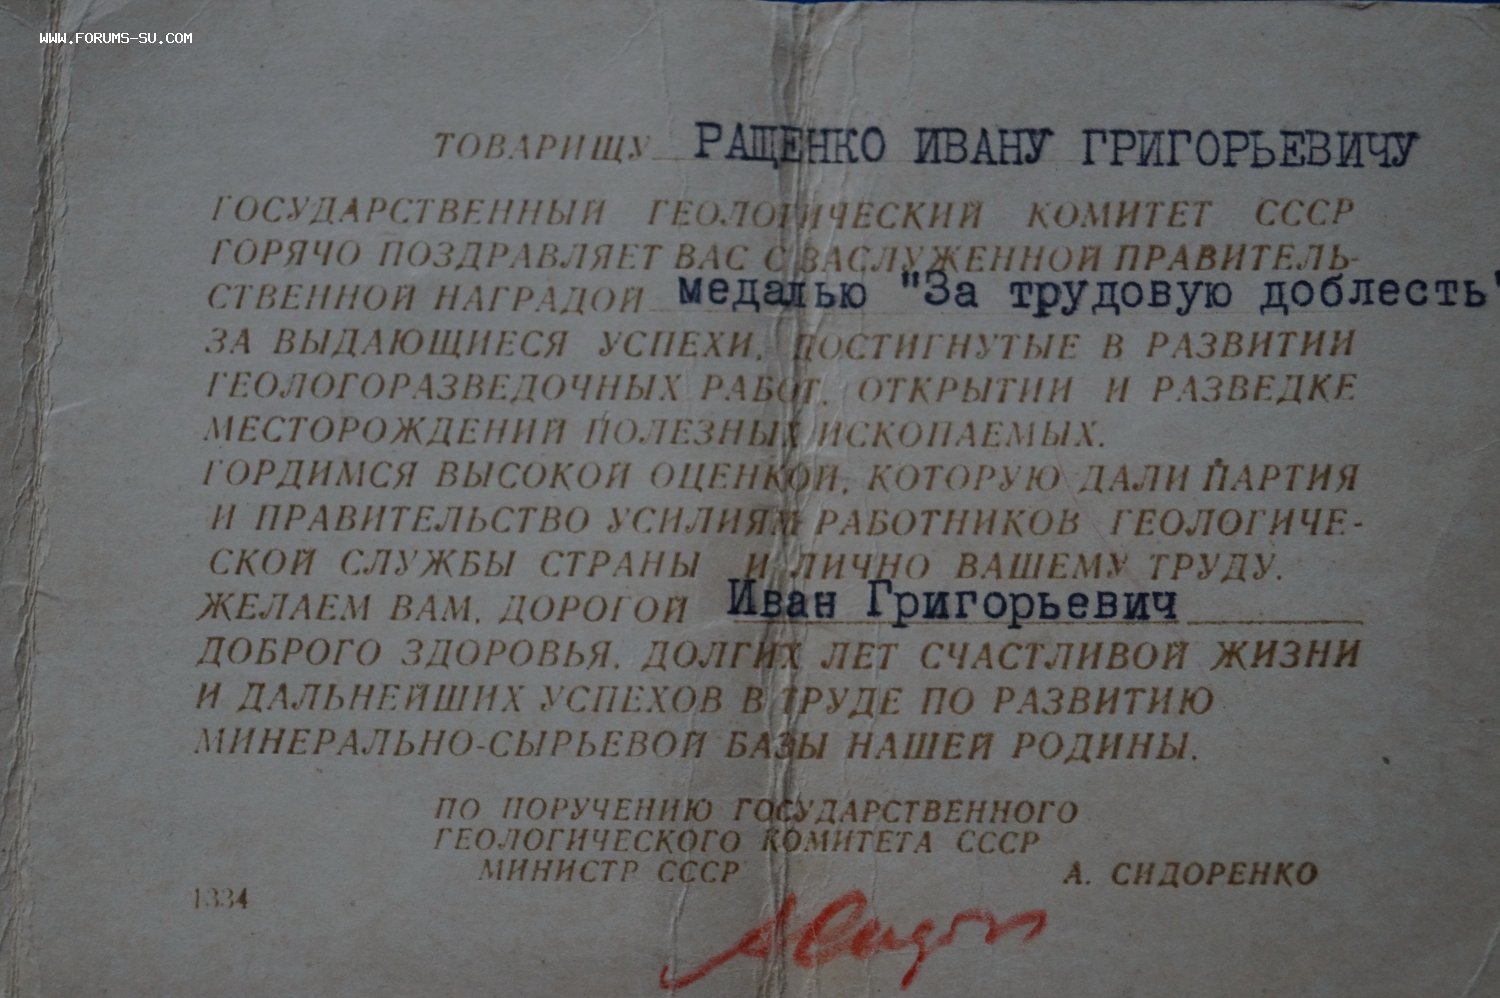 WWW.FORUMS-SU.COM
ТОВАРИЩУ РАЩЕНКО ИВАНУ ГРИГОРЬЕВИЧУ
ГОСУДАРСТВЕННЫЙ ГЕОЛОГИЧЕСКИЙ КОМИТЕТ СССР
ГОРЯЧО ПОЗДРАВЛЯЕТ ВАС С ЗАСЛУЖЕННОЙ ПРАВИТЕЛЬ-
СТВЕННОЙ НАГРАДОЙ медалью "За трудовую доблесть"
ЗА ВЫДАЮЩИЕСЯ УСПЕХИ, ДОСТИГНУТЫЕ В РАЗВИТИИ
ГЕОЛОГОРАЗВЕДОЧНЫХ РАБОТ, ОТКРЫТИИ И РАЗВЕДКЕ
МЕСТОРОЖДЕНИЙ ПОЛЕЗНЫХ ИСКОПАЕМЫХ.
ГОРДИМСЯ ВЫСОКОЙ ОЦЕНКОЙ, КОТОРУЮ ДАЛИ ПАРТИЯ
И ПРАВИТЕЛЬСТВО УСИЛИЯМ РАБОТНИКОВ ГЕОЛОГИЧЕ-
СКОЙ СЛУЖБЫ СТРАНЫ И ЛИЧНО ВАШЕМУ ТРУДУ.
ЖЕЛАЕМ ВАМ, ДОРОГОЙ Иван Григорьевич
ДОБРОГО ЗДОРОВЬЯ, ДОЛГИХ ЛЕТ СЧАСТЛИВОЙ ЖИЗНИ
И ДАЛЬНЕЙШИХ УСПЕХОВ В ТРУДЕ ПО РАЗВИТИЮ
МИНЕРАЛЬНО-СЫРЬЕВОЙ БАЗЫ НАШЕЙ РОДИНЫ.
ПО ПОРУЧЕНИЮ ГОСУДАРСТВЕННОГО
ГЕОЛОГИЧЕСКОГО КОМИТЕТА СССР
МИНИСТР СССР А. СИДОРЕНКО
1334